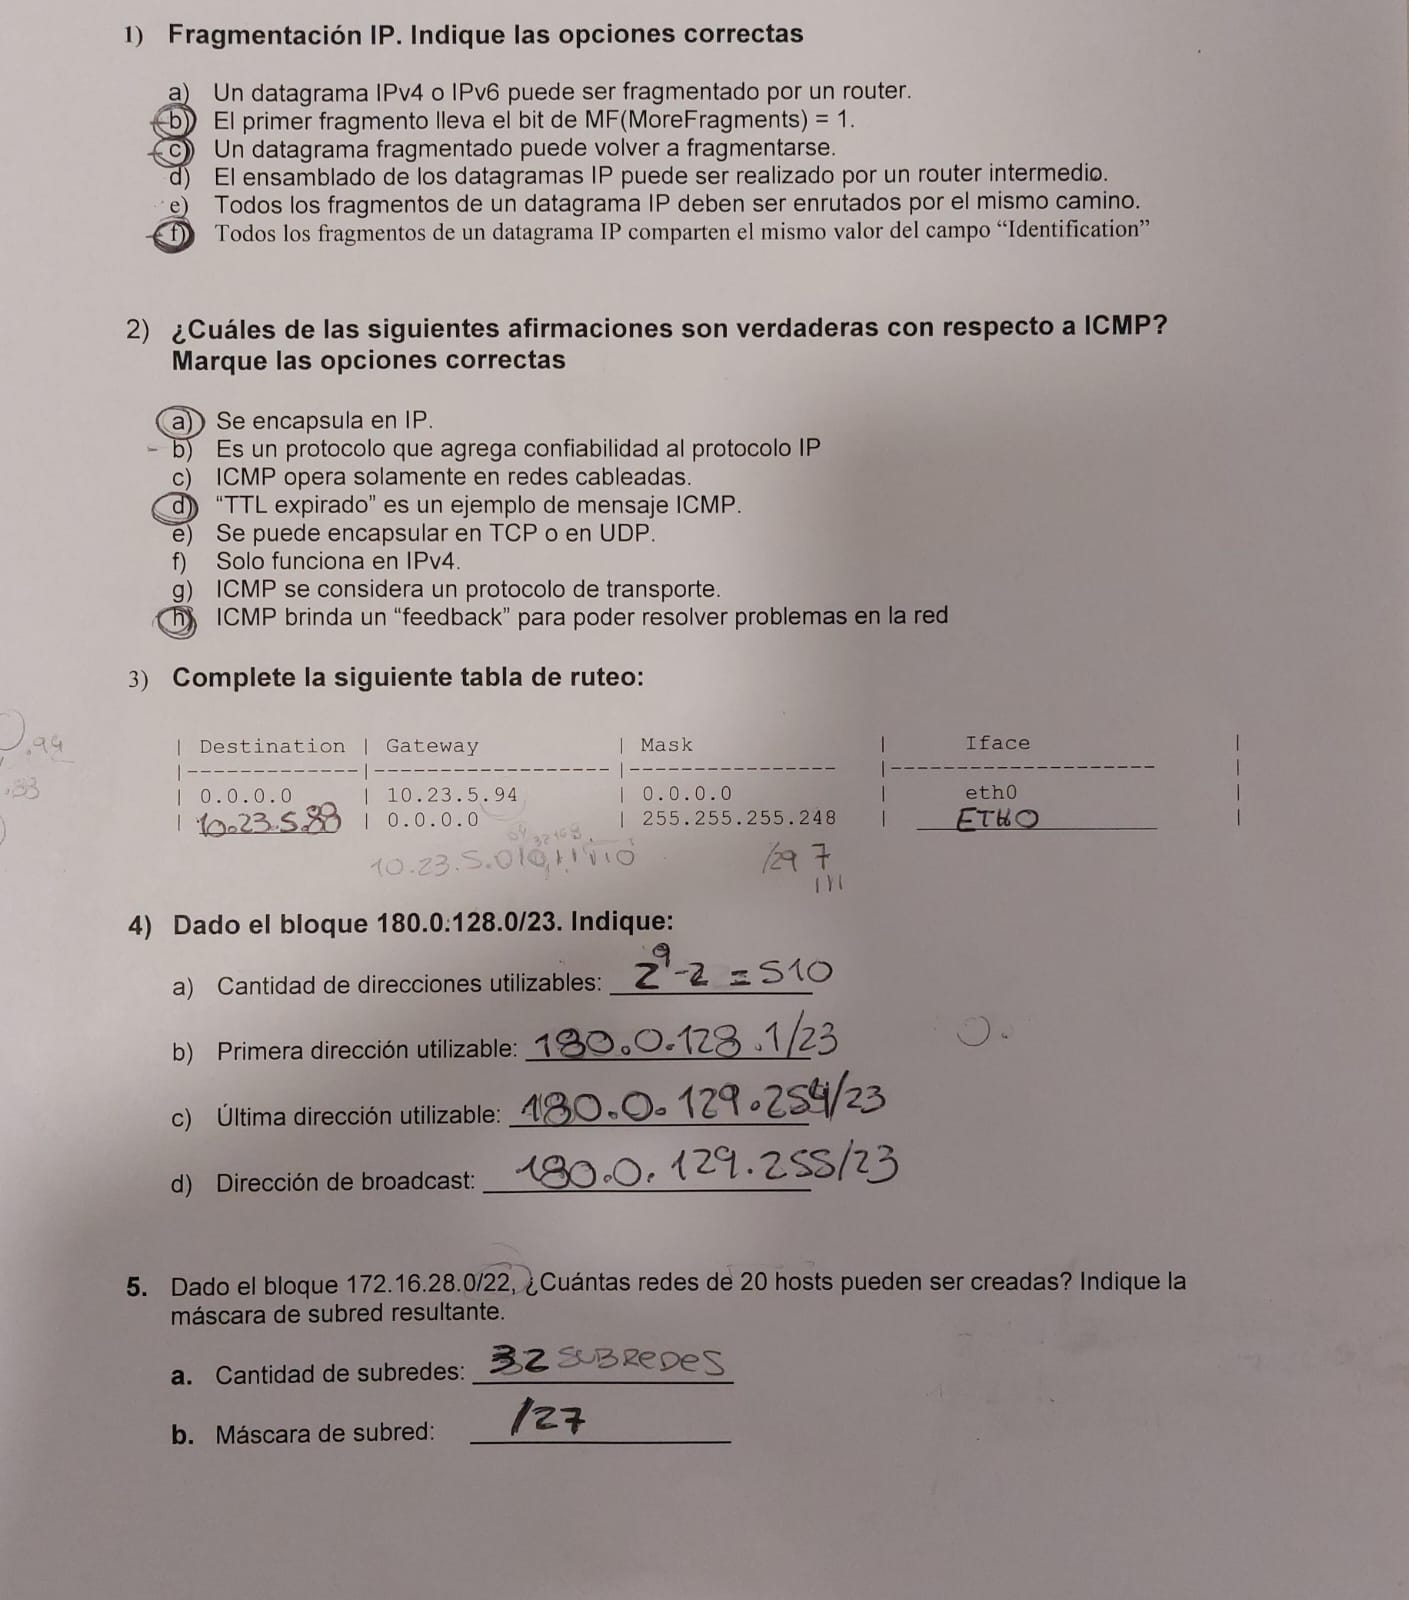 1) Fragmentación IP. Indique las opciones correctas
a) Un datagrama IPv4 o IPv6 puede ser fragmentado por un router.
b) El primer fragmento lleva el bit de MF(MoreFragments) = 1.
c) Un datagrama fragmentado puede volver a fragmentarse.
d) El ensamblado de los datagramas IP puede ser realizado por un router intermedio.
e) Todos los fragmentos de un datagrama IP deben ser enrutados por el mismo camino.
f) Todos los fragmentos de un datagrama IP comparten el mismo valor del campo “Identification”
2) ¿Cuáles de las siguientes afirmaciones son verdaderas con respecto a ICMP?
Marque las opciones correctas
a) Se encapsula en IP.
b) Es un protocolo que agrega confiabilidad al protocolo IP
c) ICMP opera solamente en redes cableadas.
d) “TTL expirado” es un ejemplo de mensaje ICMP.
e) Se puede encapsular en TCP o en UDP.
f) Solo funciona en IPv4.
g) ICMP se considera un protocolo de transporte.
h) ICMP brinda un “feedback” para poder resolver problemas en la red
3) Complete la siguiente tabla de ruteo:
.94
| Destination | Gateway | Mask | Iface |
.33
| 0.0.0.0 | 10.23.5.94 | 0.0.0.0 | eth0 |
| 10.23.5.88 | 0.0.0.0 | 255.255.255.248 | ETH0 |
10.23.5. /29 7
111
4) Dado el bloque 180.0.128.0/23. Indique:
a) Cantidad de direcciones utilizables: 2⁹-2 = 510
b) Primera dirección utilizable: 180.0.128.1/23
0.
c) Última dirección utilizable: 180.0.129.254/23
d) Dirección de broadcast: 180.0.129.255/23
5. Dado el bloque 172.16.28.0/22, ¿Cuántas redes de 20 hosts pueden ser creadas? Indique la
máscara de subred resultante.
a. Cantidad de subredes: 32 SUBREDES
b. Máscara de subred: /27